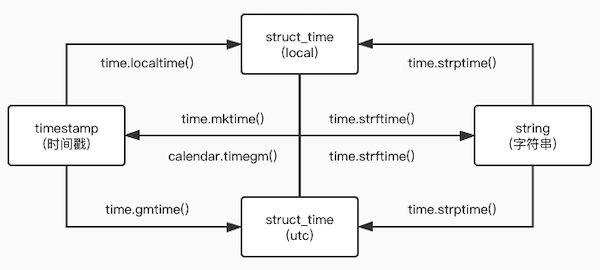 struct_time
(local)
time.localtime()
time.strptime()
timestamp
(时间戳)
time.mktime()
time.strftime()
string
(字符串)
calendar.timegm()
time.strftime()
time.gmtime()
time.strptime()
struct_time
(utc)